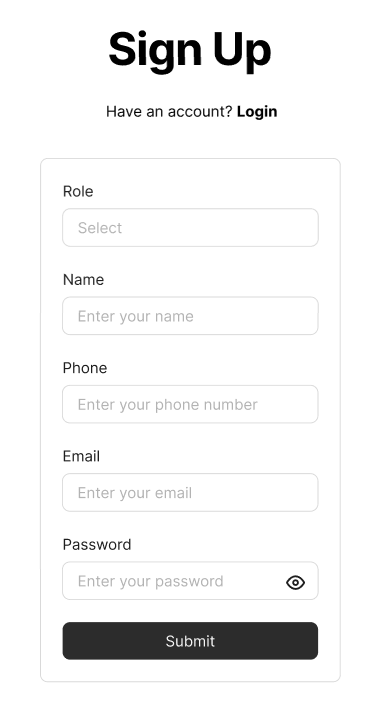 Sign Up
Have an account? Login
Role
Select
Name
Enter your name
Phone
Enter your phone number
Email
Enter your email
Password
Enter your password
Submit